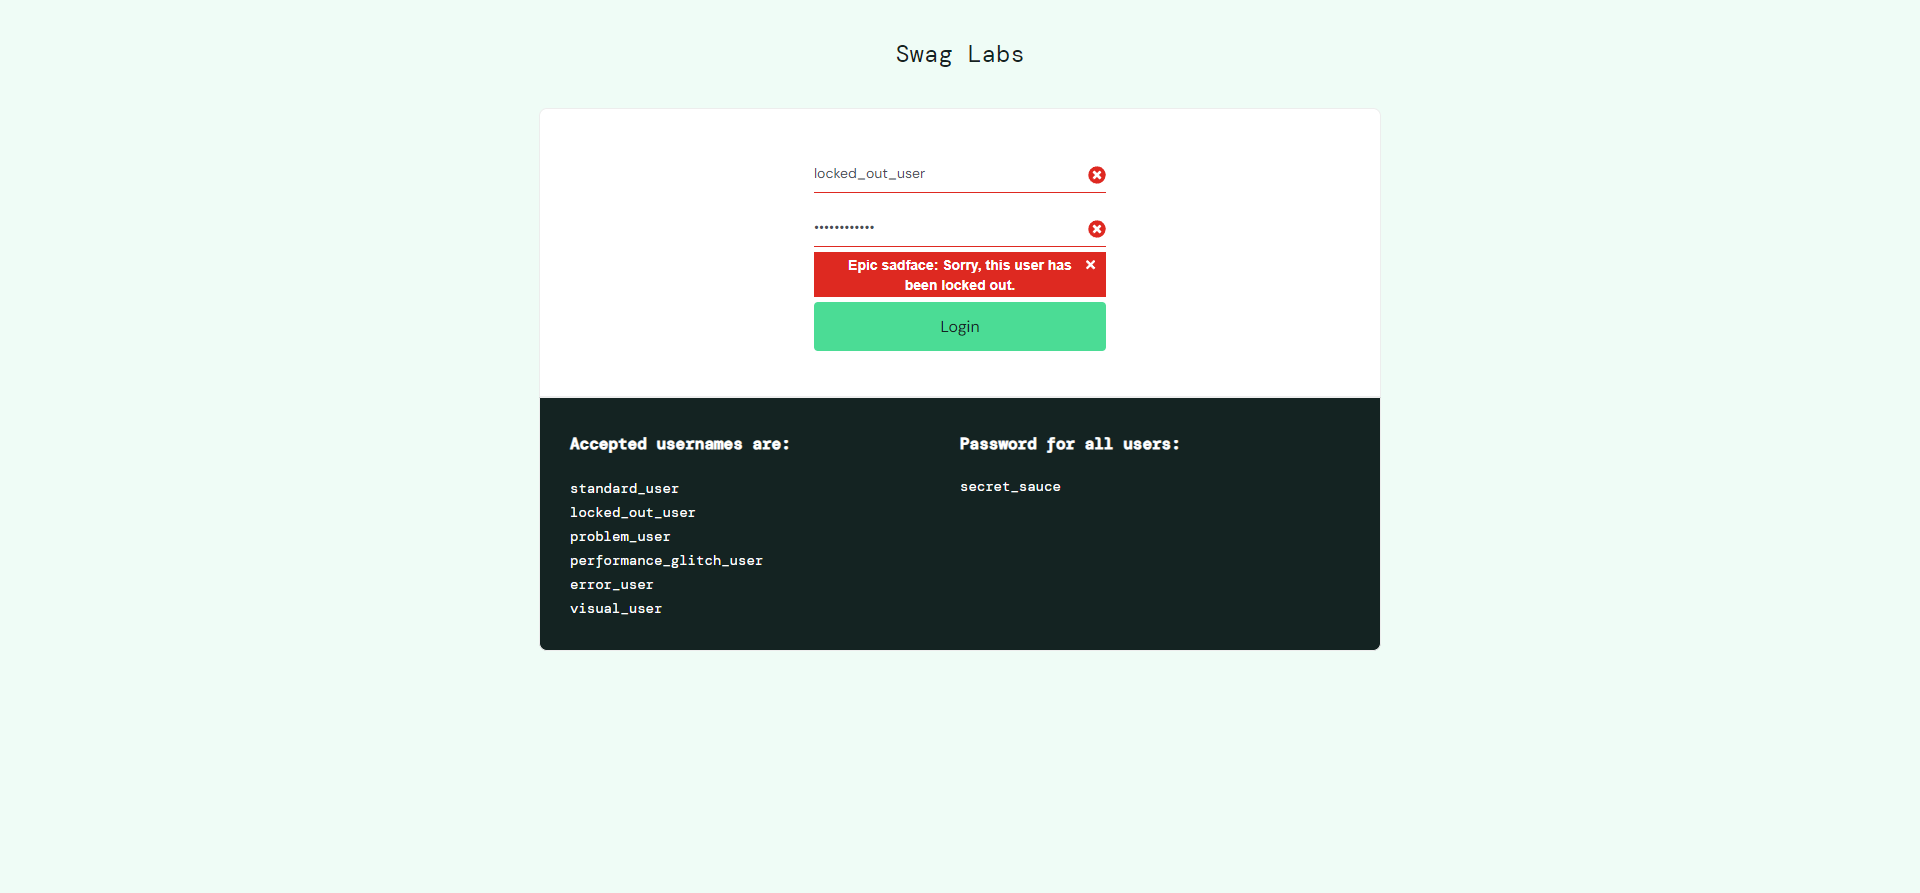 Swag Labs
locked_out_user
••••••••••••
Epic sadface: Sorry, this user has
been locked out.
Login
Accepted usernames are:
standard_user
locked_out_user
problem_user
performance_glitch_user
error_user
visual_user
Password for all users:
secret_sauce